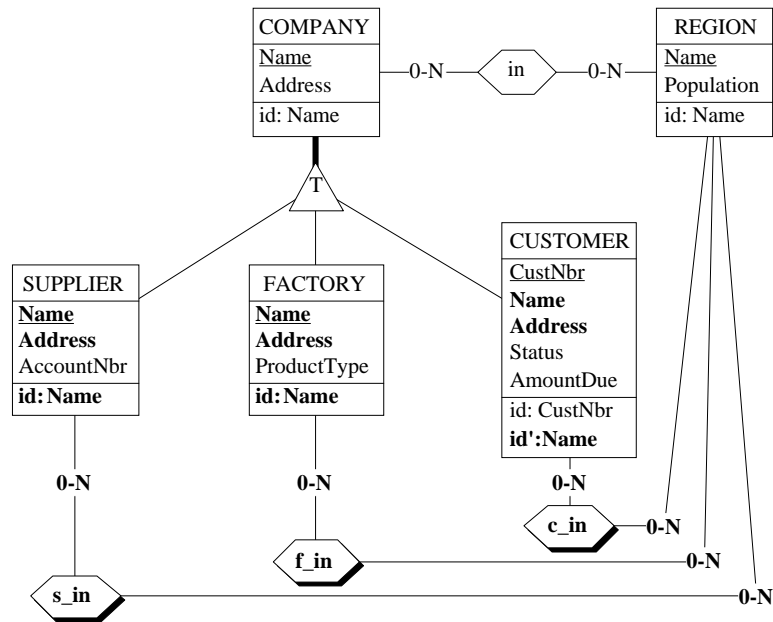 COMPANY
Name
Address
id: Name
0-N
in
0-N
REGION
Name
Population
id: Name
T
SUPPLIER
Name
Address
AccountNbr
id: Name
FACTORY
Name
Address
ProductType
id: Name
CUSTOMER
CustNbr
Name
Address
Status
AmountDue
id: CustNbr
id':Name
0-N
0-N
0-N
c_in
0-N
f_in
0-N
s_in
0-N